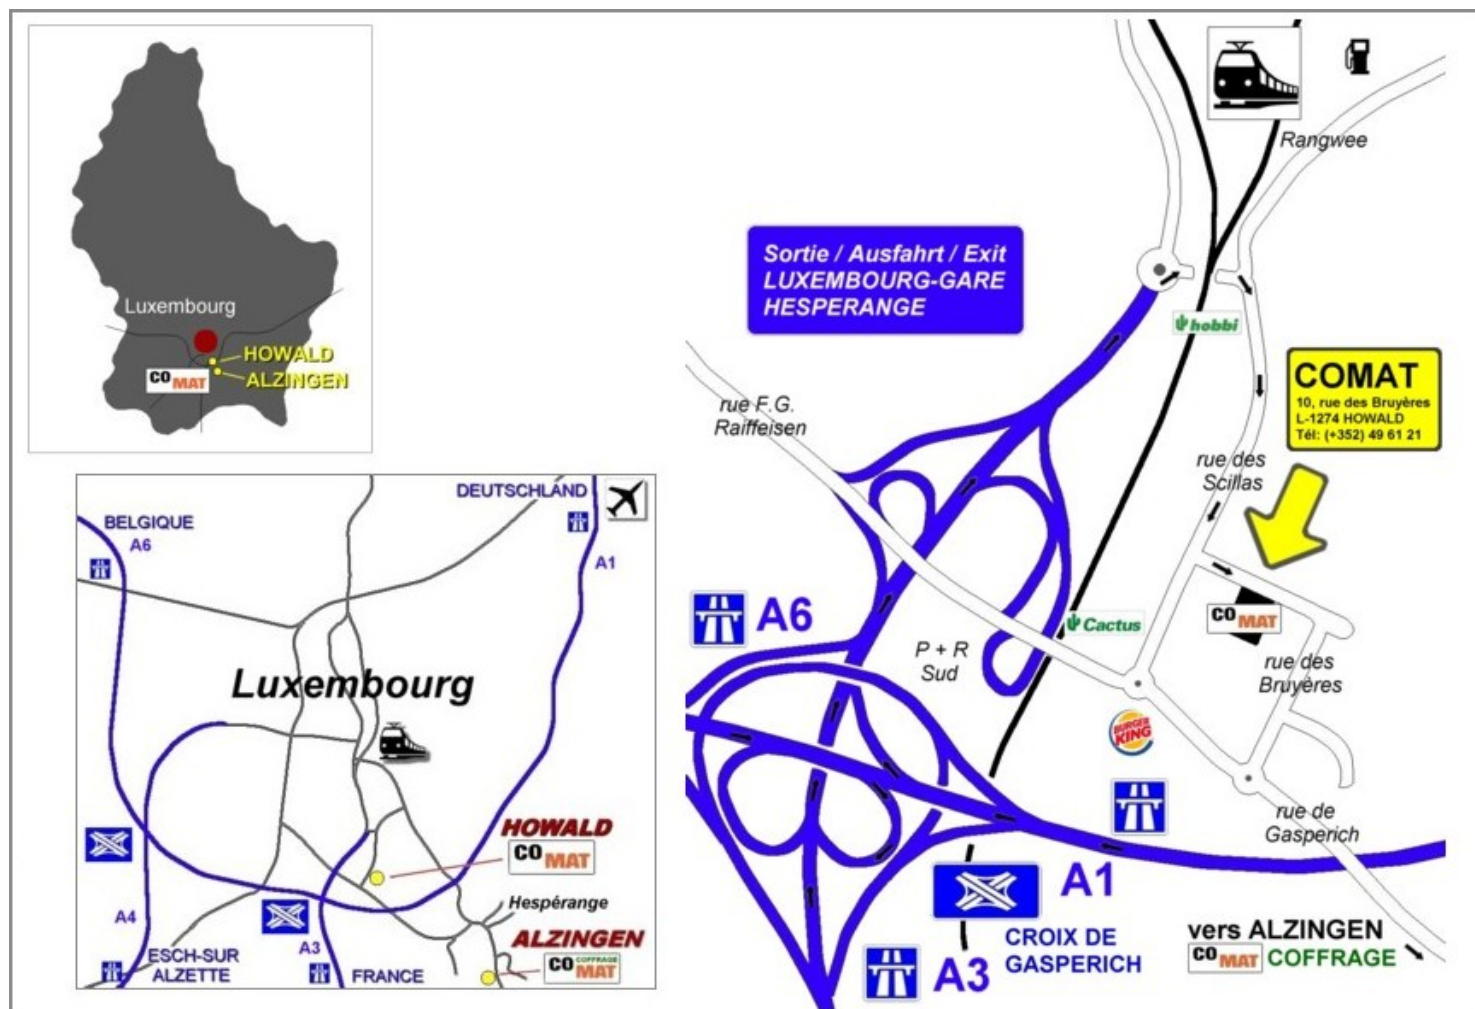 Luxembourg
HOWALD
ALZINGEN
CO
MAT
BELGIQUE
A6
DEUTSCHLAND
A1
Luxembourg
HOWALD
CO
MAT
Hespérange
ALZINGEN
CO
COFFRAGE
MAT
A4
ESCH-SUR
ALZETTE
A3
FRANCE
Rangwee
Sortie / Ausfahrt / Exit
LUXEMBOURG-GARE
HESPERANGE
hobbi
COMAT
10, rue des Bruyères
L-1274 HOWALD
Tél: (+352) 49 61 21
rue F.G.
Raiffeisen
rue des
Scillas
A6
P + R
Sud
Cactus
CO
MAT
rue des
Bruyères
BURGER
KING
rue de
Gasperich
A1
CROIX DE
GASPERICH
A3
vers ALZINGEN
CO
MAT
COFFRAGE